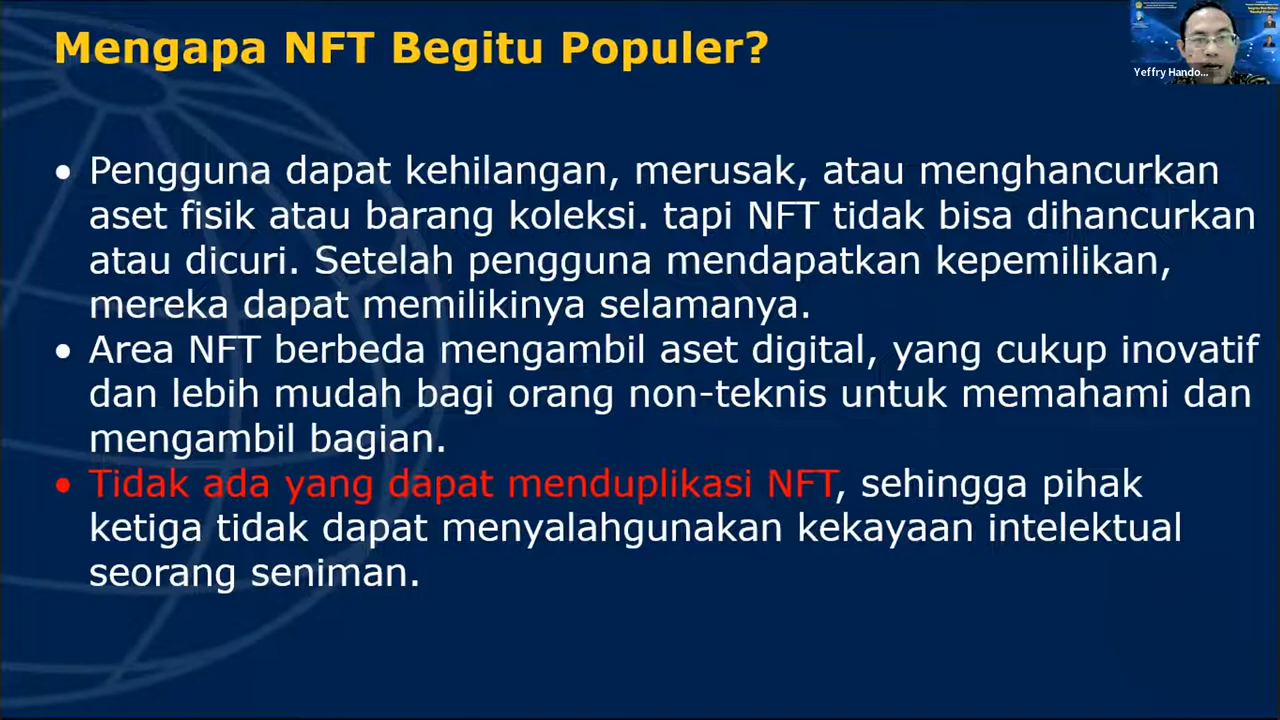 Mengapa NFT Begitu Populer?
Yeffry Hando...
• Pengguna dapat kehilangan, merusak, atau menghancurkan
aset fisik atau barang koleksi. tapi NFT tidak bisa dihancurkan
atau dicuri. Setelah pengguna mendapatkan kepemilikan,
mereka dapat memilikinya selamanya.
• Area NFT berbeda mengambil aset digital, yang cukup inovatif
dan lebih mudah bagi orang non-teknis untuk memahami dan
mengambil bagian.
• Tidak ada yang dapat menduplikasi NFT, sehingga pihak
ketiga tidak dapat menyalahgunakan kekayaan intelektual
seorang seniman.